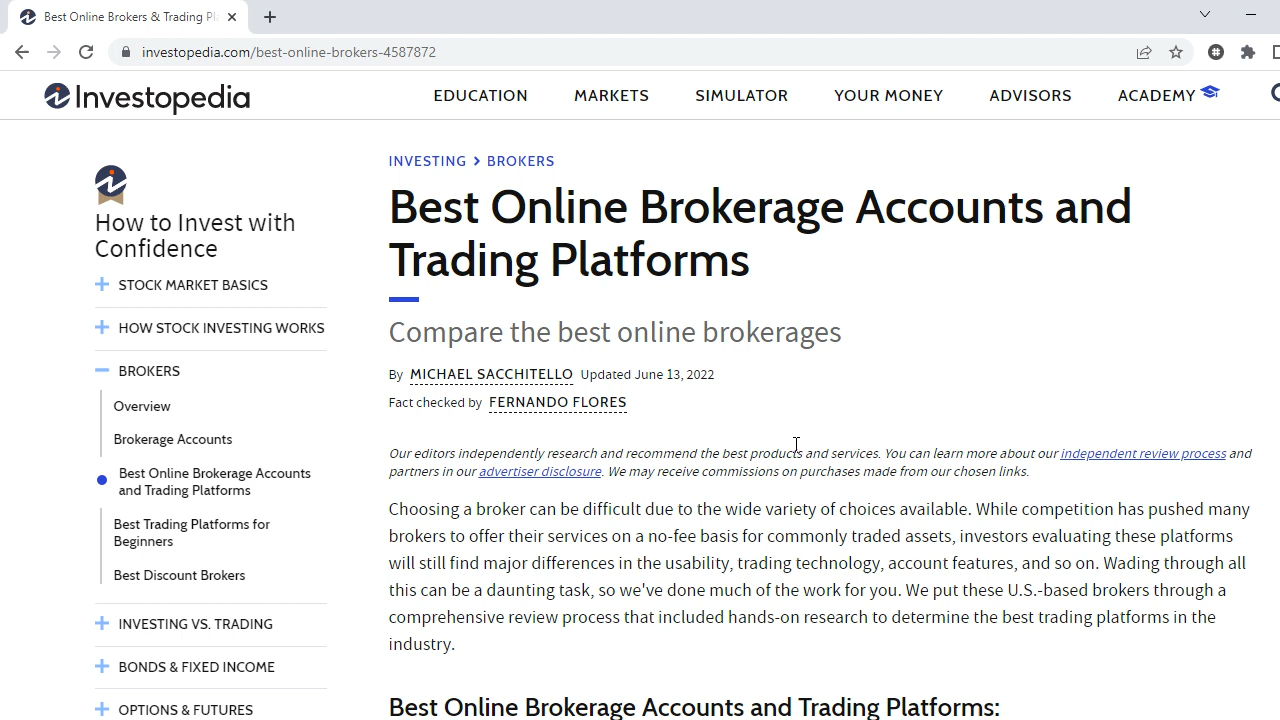 Best Online Brokers & Trading Pl
investopedia.com/best-online-brokers-4587872
Investopedia
EDUCATION
MARKETS
SIMULATOR
YOUR MONEY
ADVISORS
ACADEMY
How to Invest with
Confidence
STOCK MARKET BASICS
HOW STOCK INVESTING WORKS
BROKERS
Overview
Brokerage Accounts
Best Online Brokerage Accounts
and Trading Platforms
Best Trading Platforms for
Beginners
Best Discount Brokers
INVESTING VS. TRADING
BONDS & FIXED INCOME
OPTIONS & FUTURES
INVESTING > BROKERS
Best Online Brokerage Accounts and
Trading Platforms
Compare the best online brokerages
By MICHAEL SACCHITELLO Updated June 13, 2022
Fact checked by FERNANDO FLORES
Our editors independently research and recommend the best products and services. You can learn more about our independent review process and
partners in our advertiser disclosure. We may receive commissions on purchases made from our chosen links.
Choosing a broker can be difficult due to the wide variety of choices available. While competition has pushed many
brokers to offer their services on a no-fee basis for commonly traded assets, investors evaluating these platforms
will still find major differences in the usability, trading technology, account features, and so on. Wading through all
this can be a daunting task, so we've done much of the work for you. We put these U.S.-based brokers through a
comprehensive review process that included hands-on research to determine the best trading platforms in the
industry.
Best Online Brokerage Accounts and Trading Platforms: